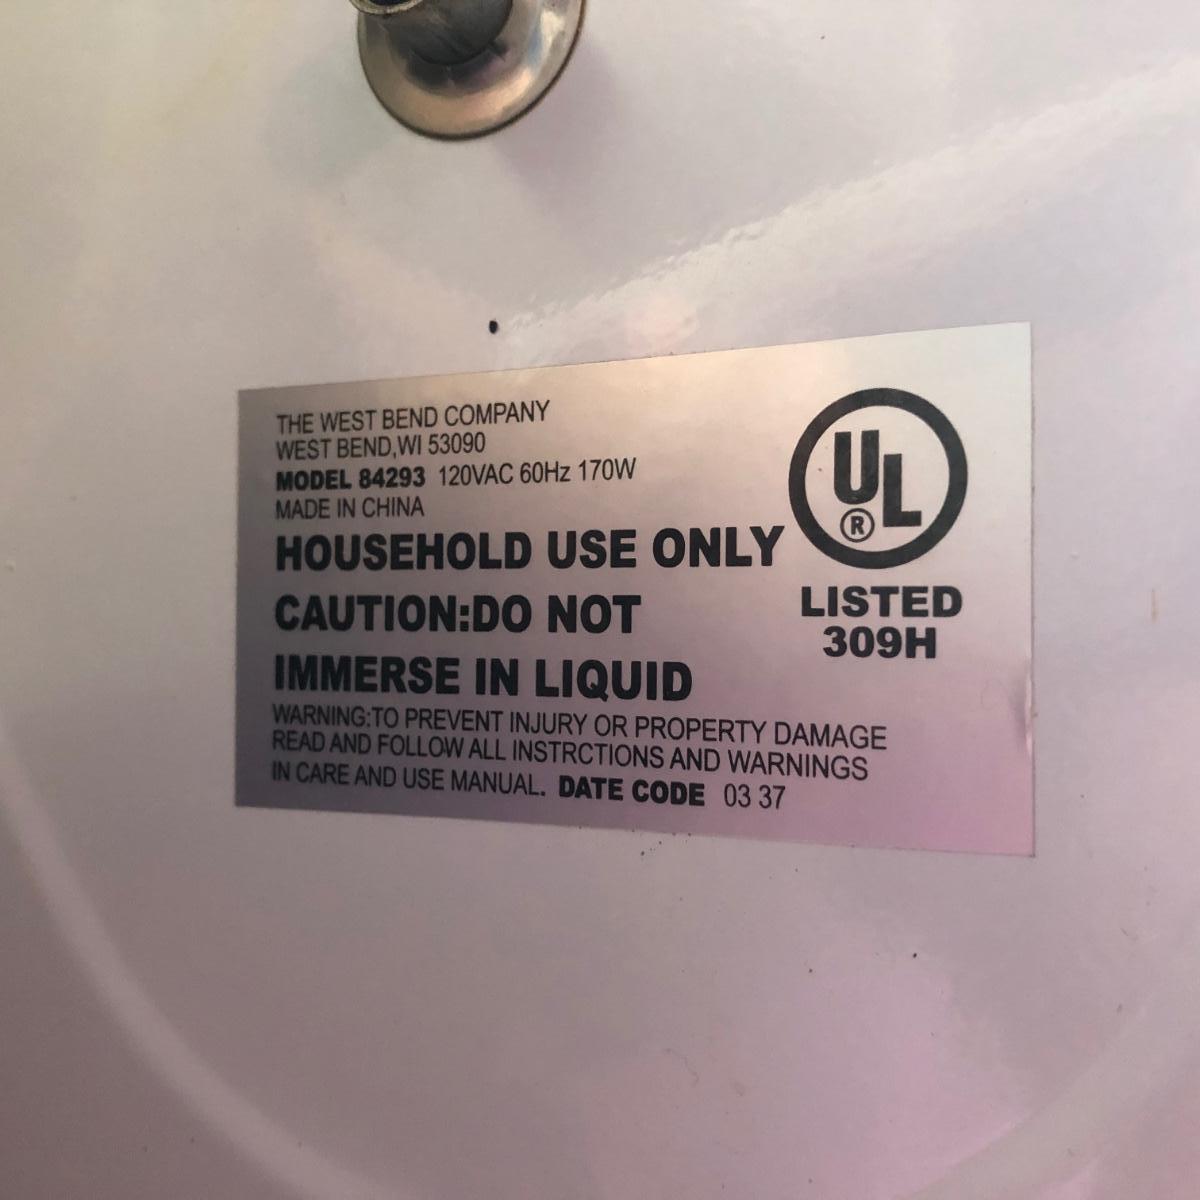 THE WEST BEND COMPANY
WEST BEND,WI 53090
MODEL 84293 120VAC 60Hz 170W
MADE IN CHINA
HOUSEHOLD USE ONLY
CAUTION:DO NOT
IMMERSE IN LIQUID
WARNING:TO PREVENT INJURY OR PROPERTY DAMAGE
READ AND FOLLOW ALL INSTRCTIONS AND WARNINGS
IN CARE AND USE MANUAL. DATE CODE 03 37
UL
®
LISTED
309H